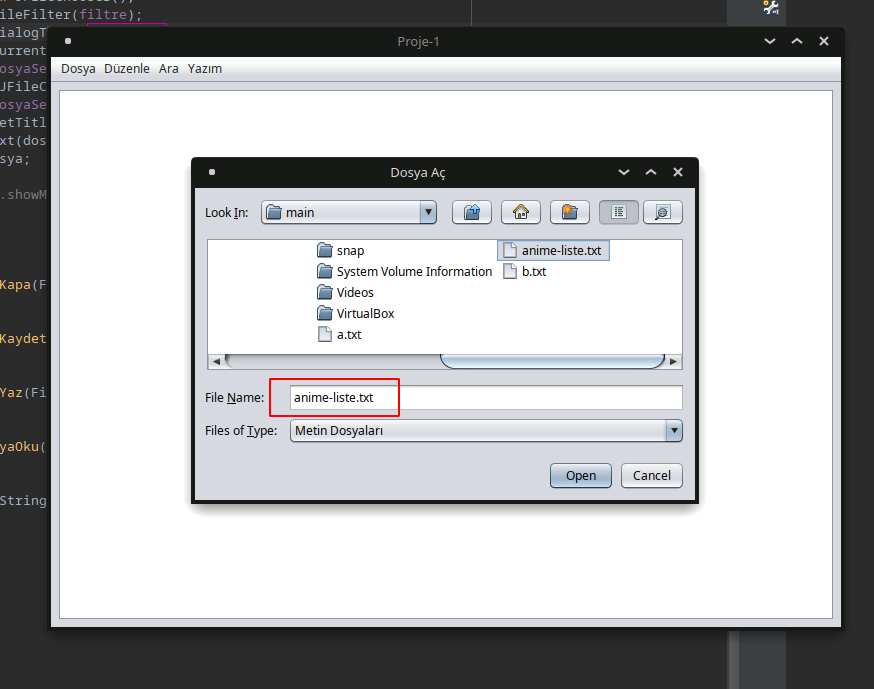 ileFilter(filtre);
ialogT
urrent
osyaSe
JFileC
osyaSe
etTitl
xt(dos
sya;
.showM
Kapa(F
Kaydet
Yaz(Fi
yaOku(
String
Proje-1
Dosya Düzenle Ara Yazım
Dosya Aç
Look In: main
snap
System Volume Information
Videos
VirtualBox
a.txt
anime-liste.txt
b.txt
File Name: anime-liste.txt
Files of Type: Metin Dosyaları
Open Cancel